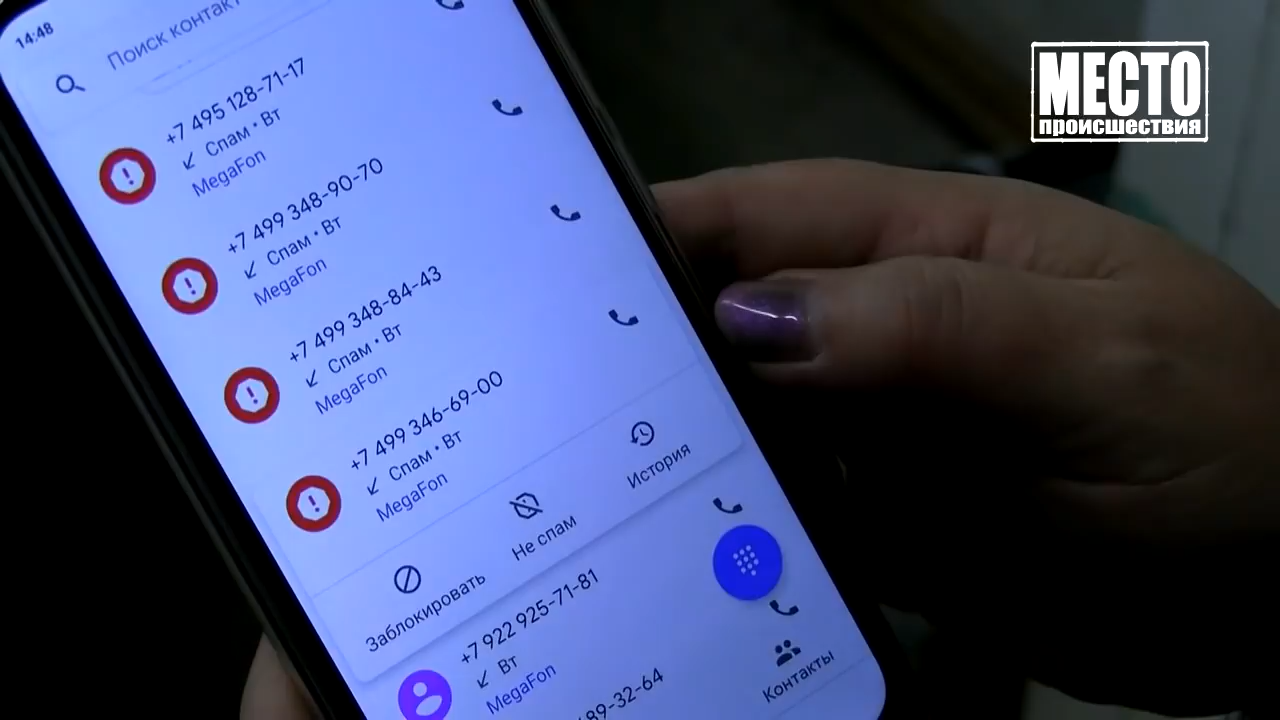 14:48
Поиск контакт
+7 495 128-71-17
↙ Спам • Вт
MegaFon
+7 499 348-90-70
↙ Спам • Вт
MegaFon
+7 499 348-84-43
↙ Спам • Вт
MegaFon
+7 499 346-69-00
↙ Спам • Вт
MegaFon
Заблокировать
Не спам
История
+7 922 925-71-81
↙ Вт
MegaFon
89-32-64
Контакты
МЕСТО
происшествия